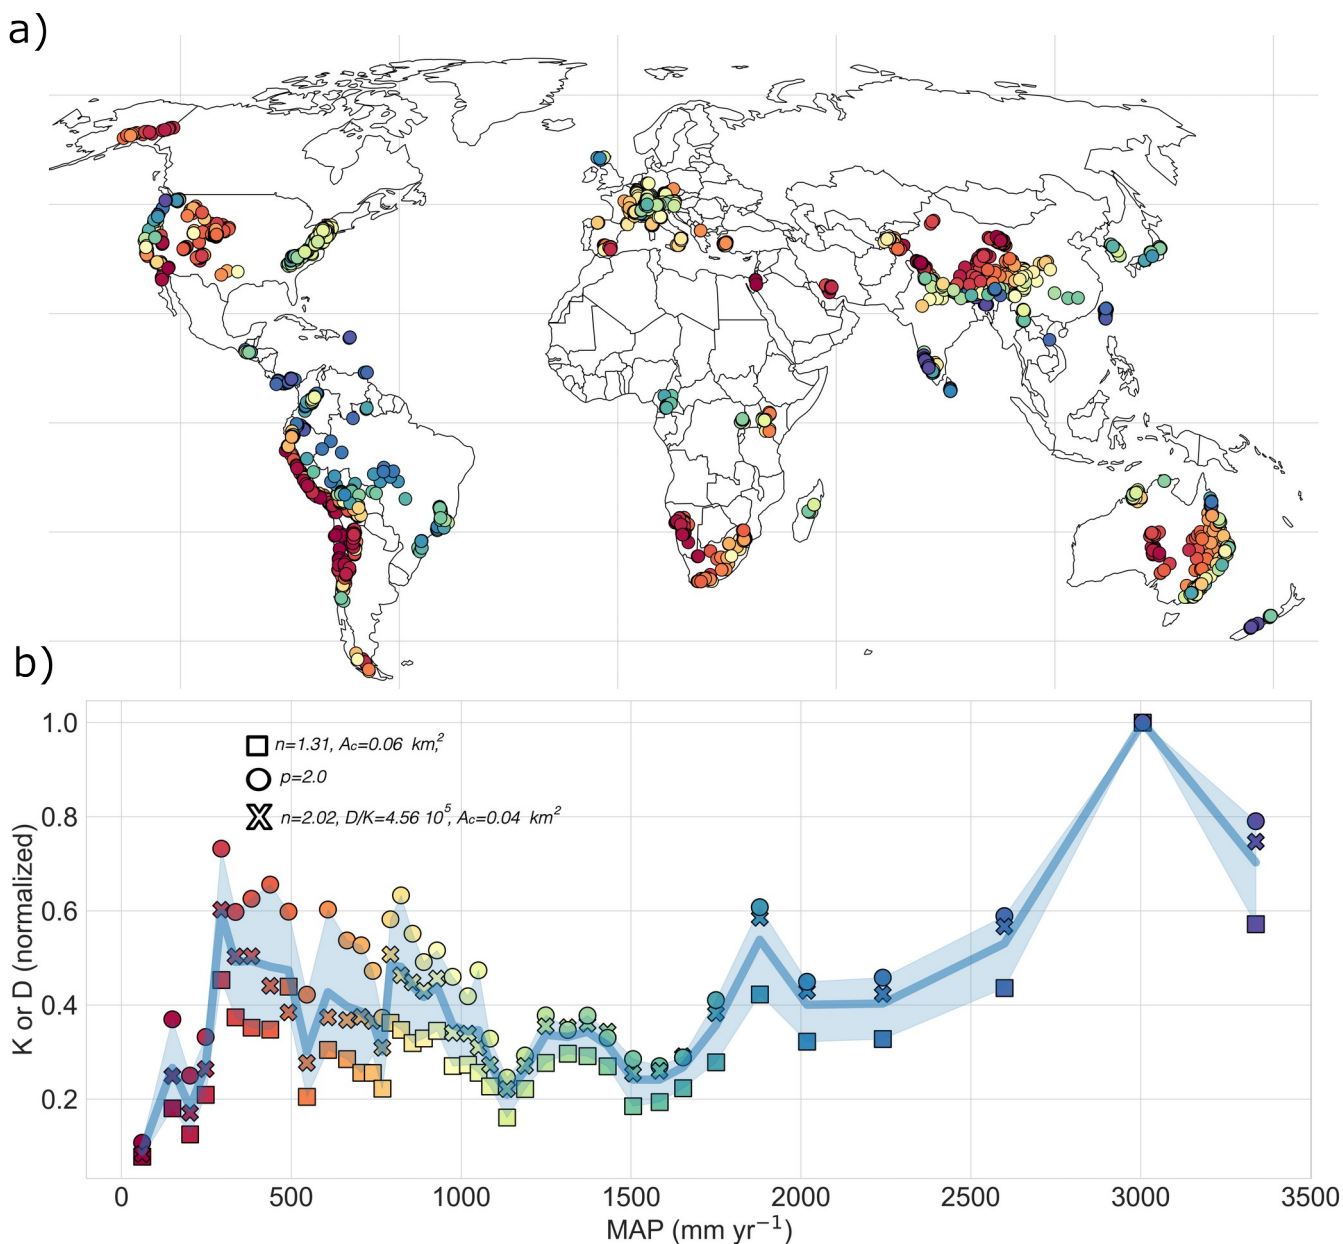 a)
b)
n=1.31, Ac=0.06 km,²
p=2.0
n=2.02, D/K=4.56 10⁵, Ac=0.04 km²
K or D (normalized)
1.0
0.8
0.6
0.4
0.2
0 500 1000 1500 2000 2500 3000 3500
MAP (mm yr⁻¹)